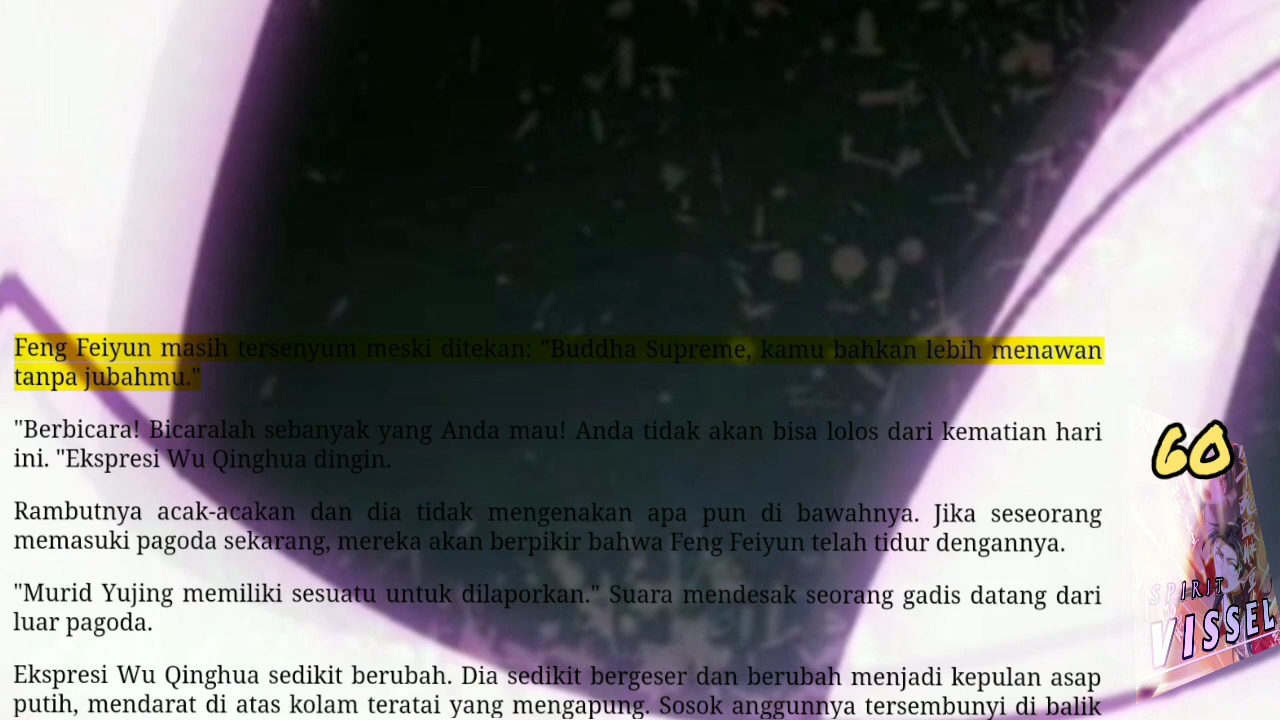 Feng Feiyun masih tersenyum meski ditekan: "Buddha Supreme, kamu bahkan lebih menawan
tanpa jubahmu."
"Berbicara! Bicaralah sebanyak yang Anda mau! Anda tidak akan bisa lolos dari kematian hari
ini. "Ekspresi Wu Qinghua dingin.
Rambutnya acak-acakan dan dia tidak mengenakan apa pun di bawahnya. Jika seseorang
memasuki pagoda sekarang, mereka akan berpikir bahwa Feng Feiyun telah tidur dengannya.
"Murid Yujing memiliki sesuatu untuk dilaporkan." Suara mendesak seorang gadis datang dari
luar pagoda.
Ekspresi Wu Qinghua sedikit berubah. Dia sedikit bergeser dan berubah menjadi kepulan asap
putih, mendarat di atas kolam teratai yang mengapung. Sosok anggunnya tersembunyi di balik
60
SPIRIT
VISSEL